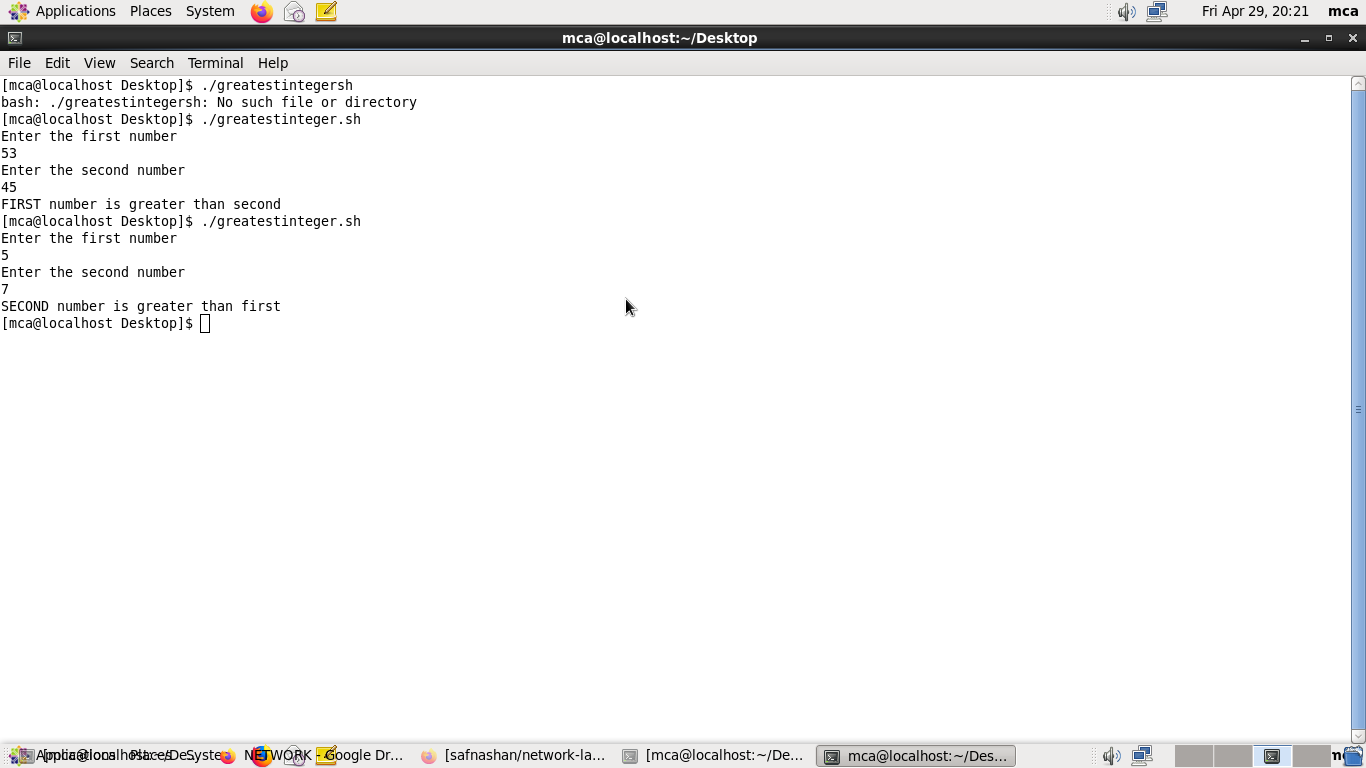 Applications Places System Fri Apr 29, 20:21 mca
mca@localhost:~/Desktop
File Edit View Search Terminal Help
[mca@localhost Desktop]$ ./greatestintegersh
bash: ./greatestintegersh: No such file or directory
[mca@localhost Desktop]$ ./greatestinteger.sh
Enter the first number
53
Enter the second number
45
FIRST number is greater than second
[mca@localhost Desktop]$ ./greatestinteger.sh
Enter the first number
5
Enter the second number
7
SECOND number is greater than first
[mca@localhost Desktop]$
NETWORK - Google Dr... [safnashan/network-la... [mca@localhost:~/De... mca@localhost:~/Des...